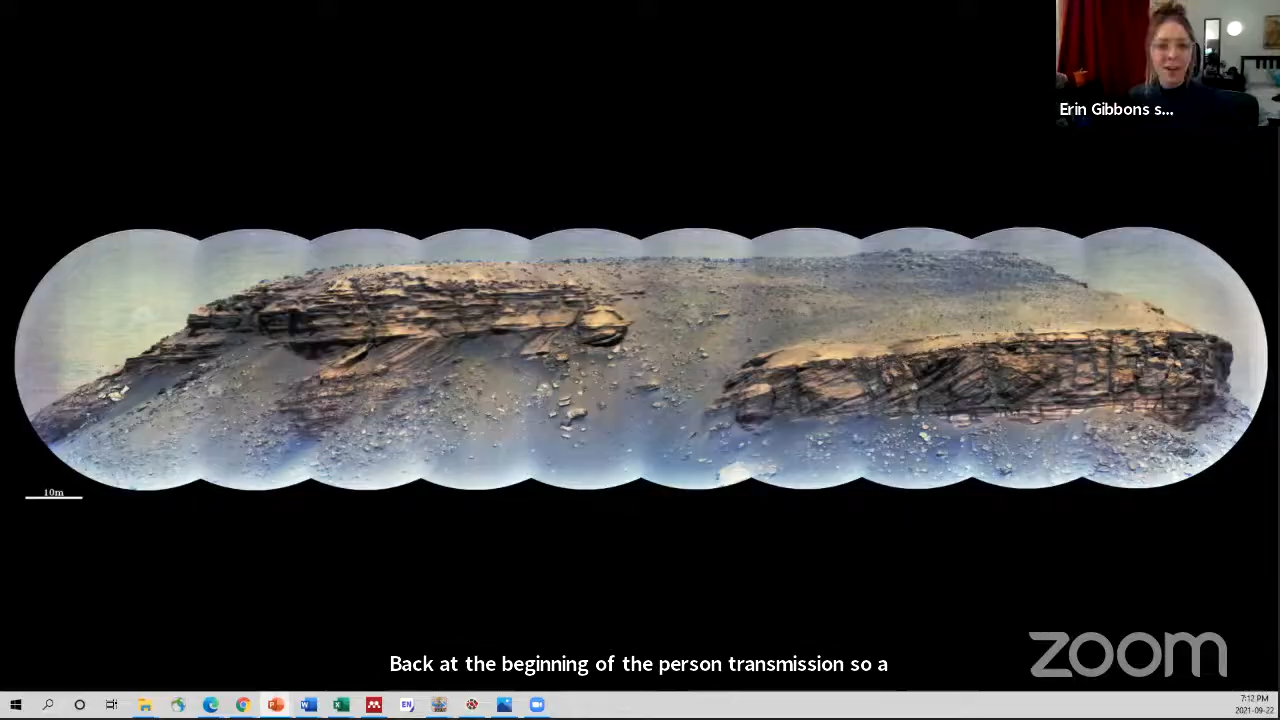 Erin Gibbons s...
10m
Back at the beginning of the person transmission so a
zoom
EN
7:12 PM
2021-09-22